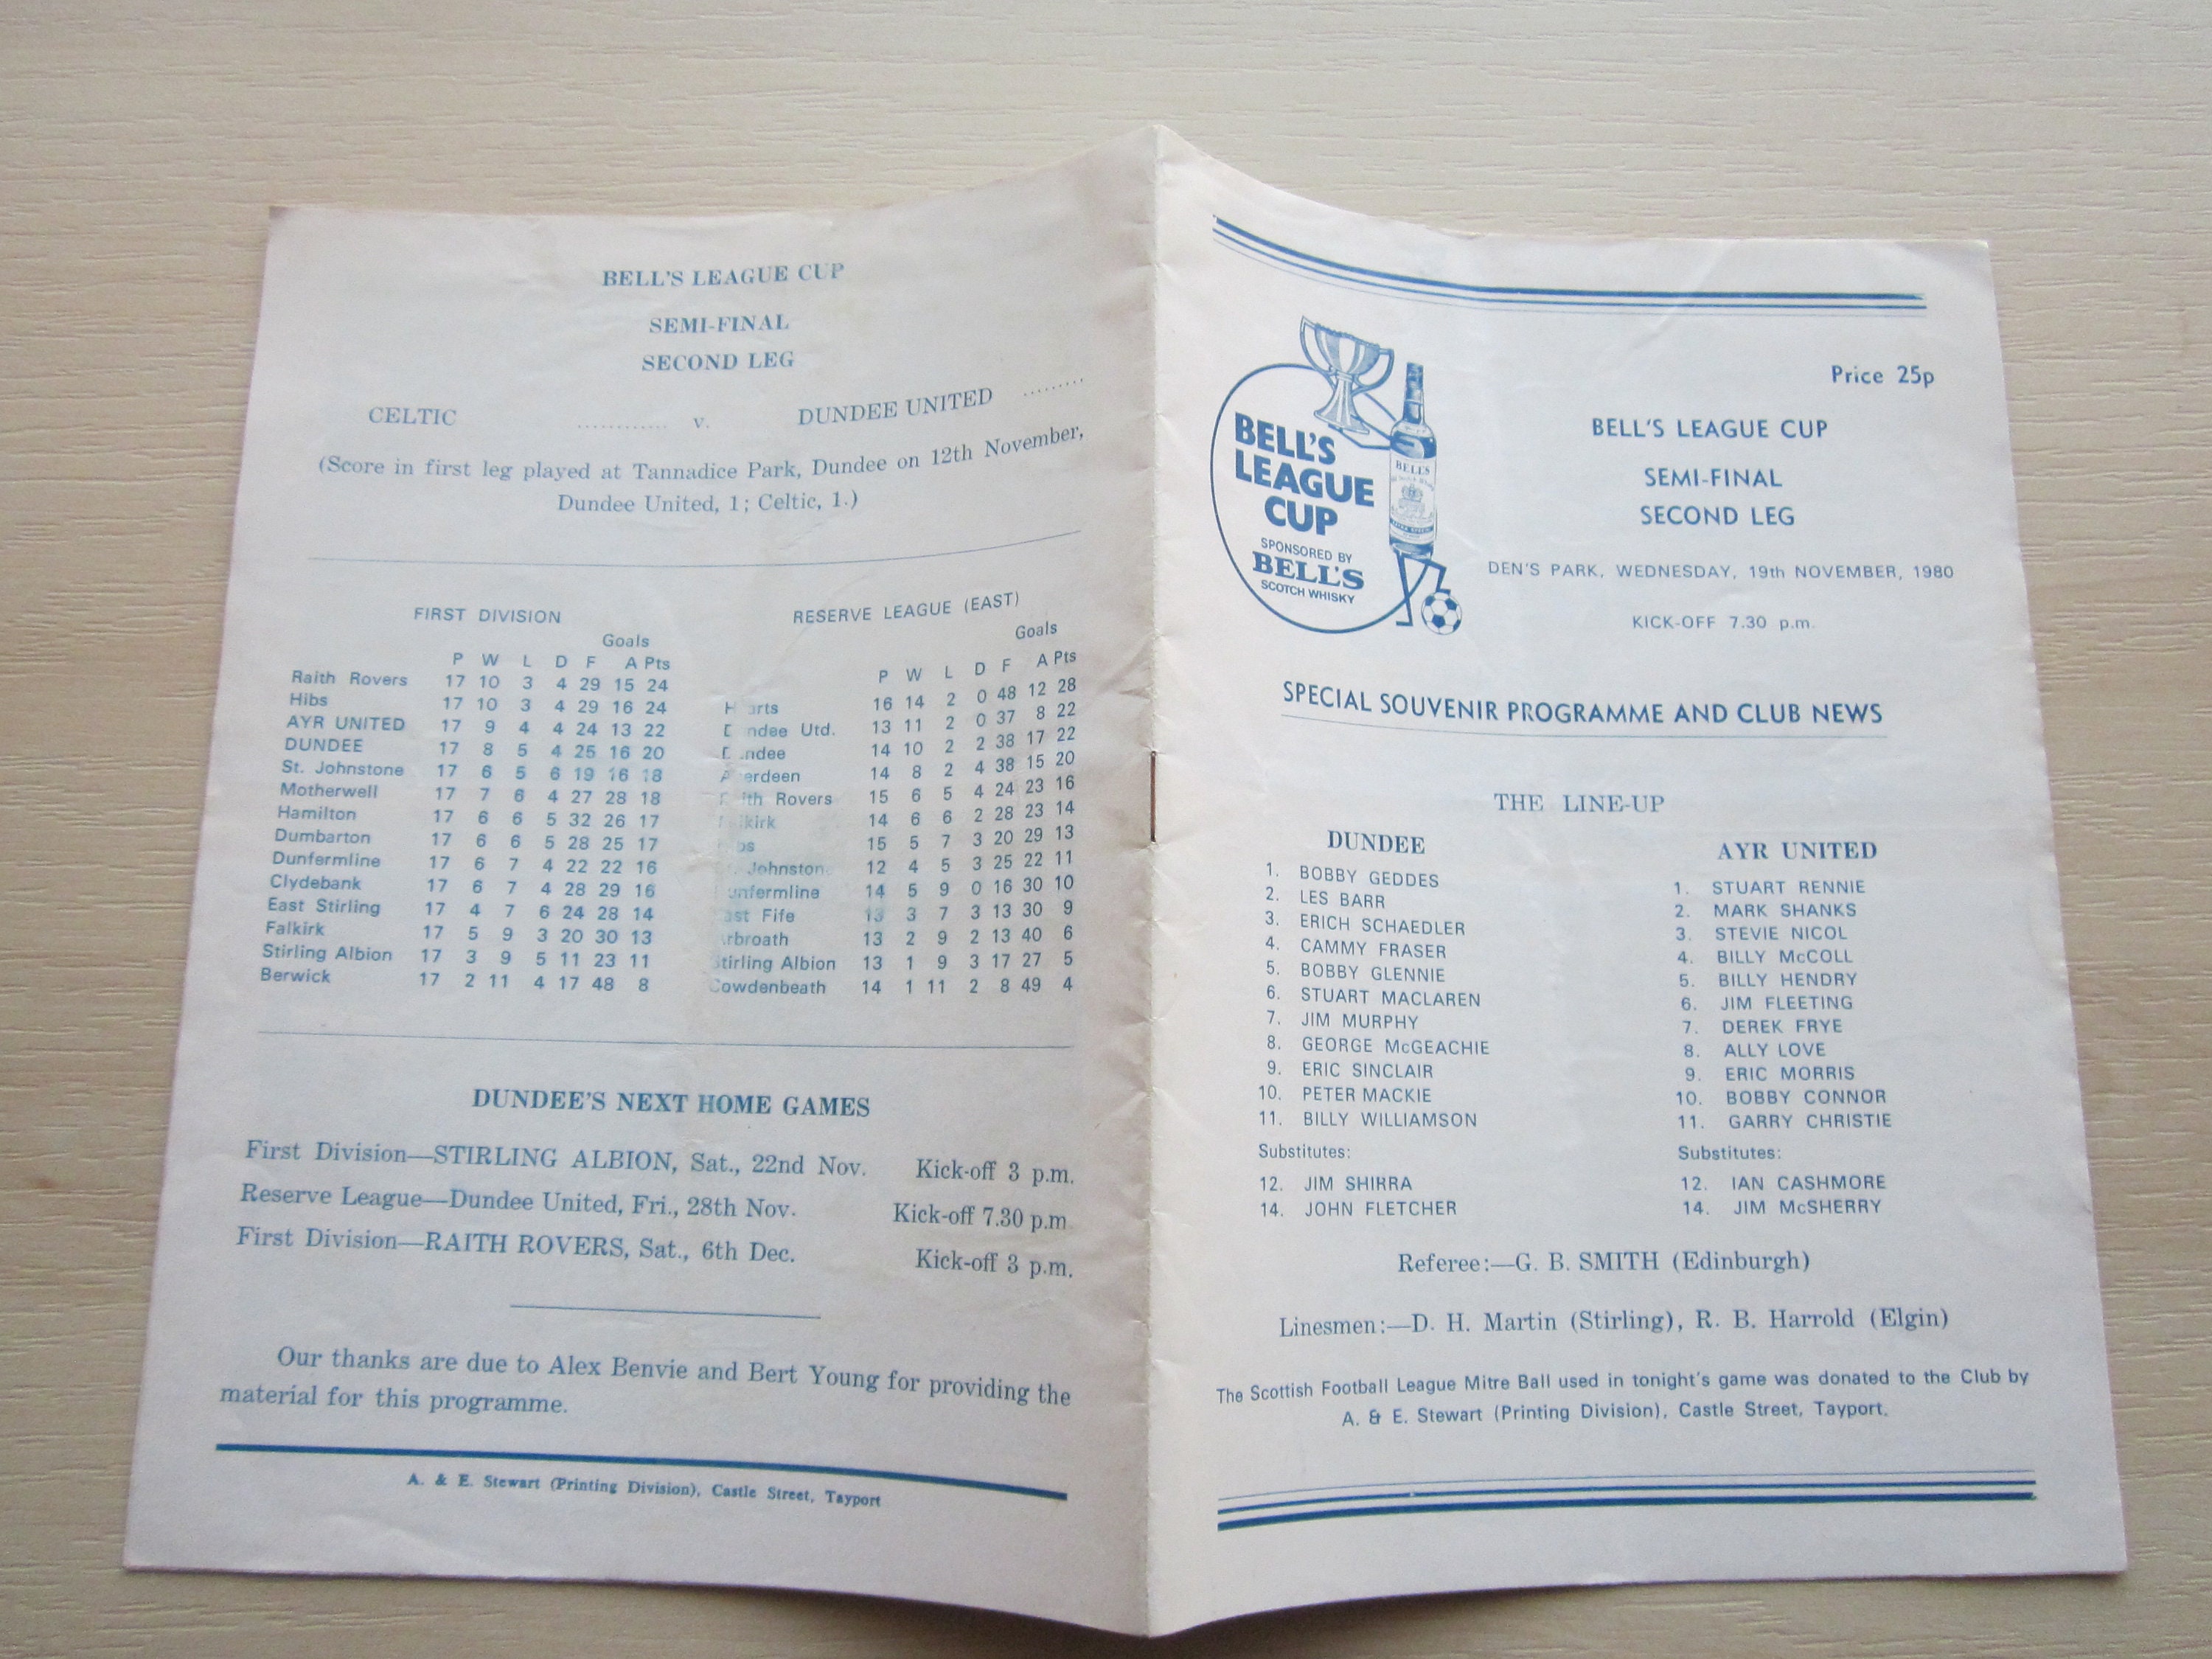 BELL'S LEAGUE CUP
SEMI-FINAL
SECOND LEG
CELTIC ............ v. DUNDEE UNITED .........
(Score in first leg played at Tannadice Park, Dundee on 12th November,
Dundee United, 1; Celtic, 1.)
FIRST DIVISION
Goals
P W L D F A Pts
Raith Rovers 17 10 3 4 29 15 24
Hibs 17 10 3 4 29 16 24
AYR UNITED 17 9 4 4 24 13 22
DUNDEE 17 8 5 4 25 16 20
St. Johnstone 17 6 5 6 19 16 18
Motherwell 17 7 6 4 27 28 18
Hamilton 17 6 6 5 32 26 17
Dumbarton 17 6 6 5 28 25 17
Dunfermline 17 6 7 4 22 22 16
Clydebank 17 6 7 4 28 29 16
East Stirling 17 4 7 6 24 28 14
Falkirk 17 5 9 3 20 30 13
Stirling Albion 17 3 9 5 11 23 11
Berwick 17 2 11 4 17 48 8
RESERVE LEAGUE (EAST)
Goals
P W L D F A Pts
Hearts 16 14 2 0 48 12 28
Dundee Utd. 13 11 2 0 37 8 22
Dundee 14 10 2 2 38 17 22
Aberdeen 14 8 2 4 38 15 20
Raith Rovers 15 6 5 4 24 23 16
Falkirk 14 6 6 2 28 23 14
15 5 7 3 20 29 13
Johnston 12 4 5 3 25 22 11
Dunfermline 14 5 9 0 16 30 10
East Fife 13 3 7 3 13 30 9
Arbroath 13 2 9 2 13 40 6
Stirling Albion 13 1 9 3 17 27 5
Cowdenbeath 14 1 11 2 8 49 4
DUNDEE'S NEXT HOME GAMES
First Division—STIRLING ALBION, Sat., 22nd Nov. Kick-off 3 p.m.
Reserve League—Dundee United, Fri., 28th Nov. Kick-off 7.30 p.m
First Division—RAITH ROVERS, Sat., 6th Dec. Kick-off 3 p.m.
Our thanks are due to Alex Benvie and Bert Young for providing the
material for this programme.
A. & E. Stewart (Printing Division), Castle Street, Tayport
BELL'S
LEAGUE
CUP
SPONSORED BY
BELL'S
SCOTCH WHISKY
BELL'S
Price 25p
BELL'S LEAGUE CUP
SEMI-FINAL
SECOND LEG
DEN'S PARK, WEDNESDAY, 19th NOVEMBER, 1980
KICK-OFF 7.30 p.m.
SPECIAL SOUVENIR PROGRAMME AND CLUB NEWS
THE LINE-UP
DUNDEE
1. BOBBY GEDDES
2. LES BARR
3. ERICH SCHAEDLER
4. CAMMY FRASER
5. BOBBY GLENNIE
6. STUART MACLAREN
7. JIM MURPHY
8. GEORGE McGEACHIE
9. ERIC SINCLAIR
10. PETER MACKIE
11. BILLY WILLIAMSON
Substitutes:
12. JIM SHIRRA
14. JOHN FLETCHER
AYR UNITED
1. STUART RENNIE
2. MARK SHANKS
3. STEVIE NICOL
4. BILLY McCOLL
5. BILLY HENDRY
6. JIM FLEETING
7. DEREK FRYE
8. ALLY LOVE
9. ERIC MORRIS
10. BOBBY CONNOR
11. GARRY CHRISTIE
Substitutes:
12. IAN CASHMORE
14. JIM McSHERRY
Referee:—G. B. SMITH (Edinburgh)
Linesmen:—D. H. Martin (Stirling), R. B. Harrold (Elgin)
The Scottish Football League Mitre Ball used in tonight's game was donated to the Club by
A. & E. Stewart (Printing Division), Castle Street, Tayport.